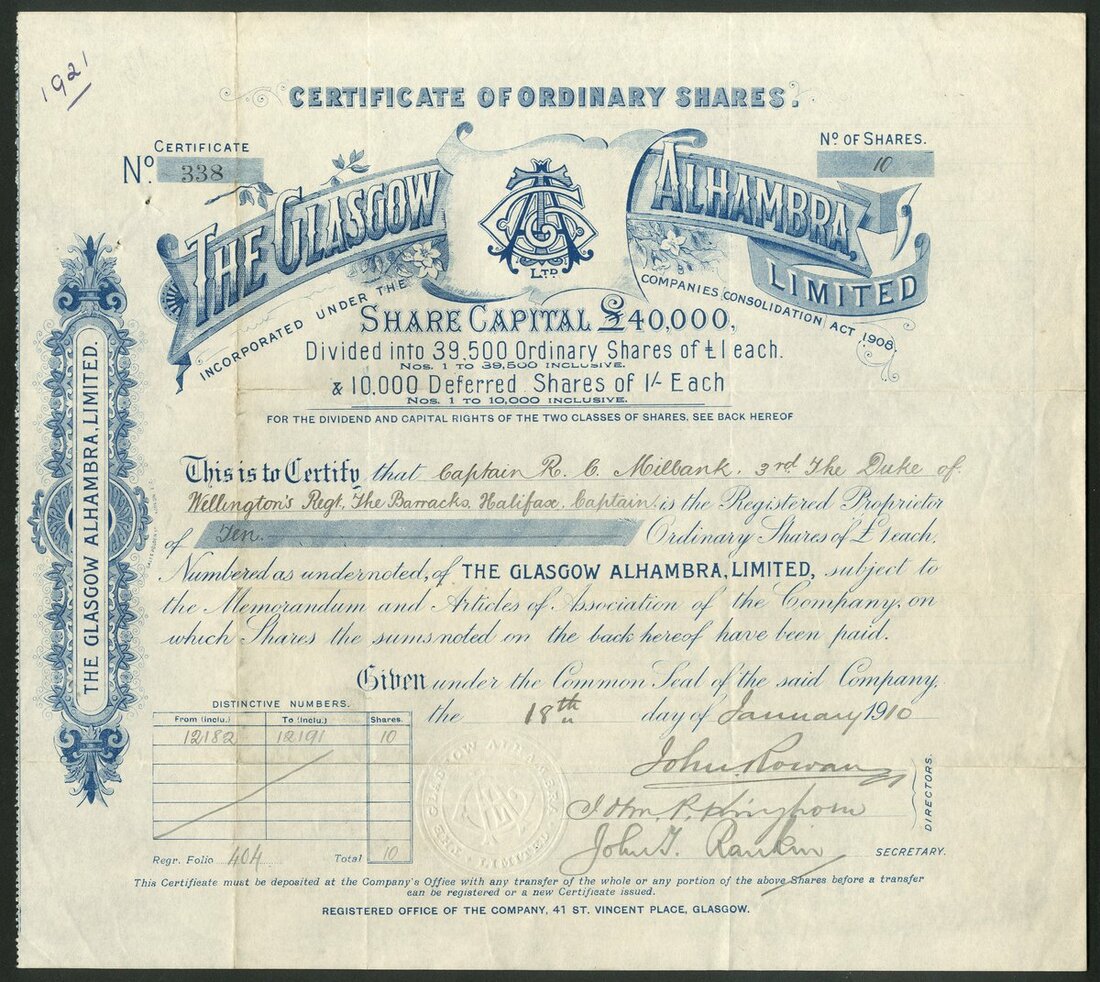 1921
CERTIFICATE OF ORDINARY SHARES.
CERTIFICATE
No. 338
No. OF SHARES.
10
THE GLASGOW ALHAMBRA LIMITED
LTD
INCORPORATED UNDER THE COMPANIES CONSOLIDATION ACT 1908
SHARE CAPITAL £40,000,
Divided into 39,500 Ordinary Shares of £1 each.
Nos. 1 TO 39,500 INCLUSIVE.
& 10,000 Deferred Shares of 1/- Each
Nos. 1 TO 10,000 INCLUSIVE.
FOR THE DIVIDEND AND CAPITAL RIGHTS OF THE TWO CLASSES OF SHARES, SEE BACK HEREOF
THE GLASGOW ALHAMBRA, LIMITED.
This is to Certify that Captain R. C. Milbank. 3rd The Duke of
Wellington's Regt, The Barracks, Halifax, Captain, is the Registered Proprietor
of Ten. Ordinary Shares of £1 each,
Numbered as undernoted, of THE GLASGOW ALHAMBRA, LIMITED, subject to
the Memorandum and Articles of Association of the Company, on
which Shares the sums noted on the back hereof have been paid.
Given under the Common Seal of the said Company,
the 18th day of January 1910
DISTINCTIVE NUMBERS.
From (inclu.) To (inclu.) Shares.
12182 12191 10
John Rowan
John R.
DIRECTORS.
John T. Rankin
SECRETARY.
THE GLASGOW ALHAMBRA LIMITED
Regr. Folio 404 Total 10
This Certificate must be deposited at the Company's Office with any transfer of the whole or any portion of the above Shares before a transfer
can be registered or a new Certificate issued.
REGISTERED OFFICE OF THE COMPANY, 41 ST. VINCENT PLACE, GLASGOW.